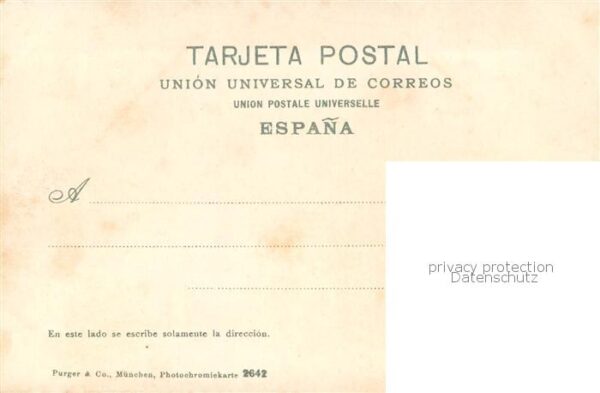 TARJETA POSTAL
UNIÓN UNIVERSAL DE CORREOS
UNION POSTALE UNIVERSELLE
ESPAÑA
A
privacy protection
Datenschutz
En este lado se escribe solamente la dirección.
Purger & Co., München, Photochromiekarte 2642